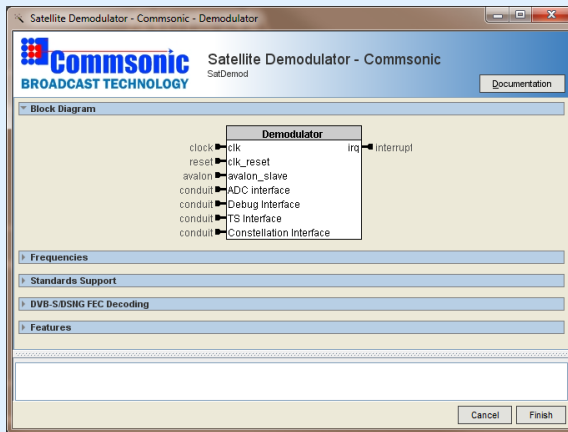 Satellite Demodulator - Commsonic - Demodulator
Commsonic
BROADCAST TECHNOLOGY
Satellite Demodulator - Commsonic
SatDemod
Documentation
Block Diagram
Demodulator
clock clk irq interrupt
reset clk_reset
avalon avalon_slave
conduit ADC interface
conduit Debug Interface
conduit TS Interface
conduit Constellation Interface
Frequencies
Standards Support
DVB-S/DSNG FEC Decoding
Features
Cancel Finish